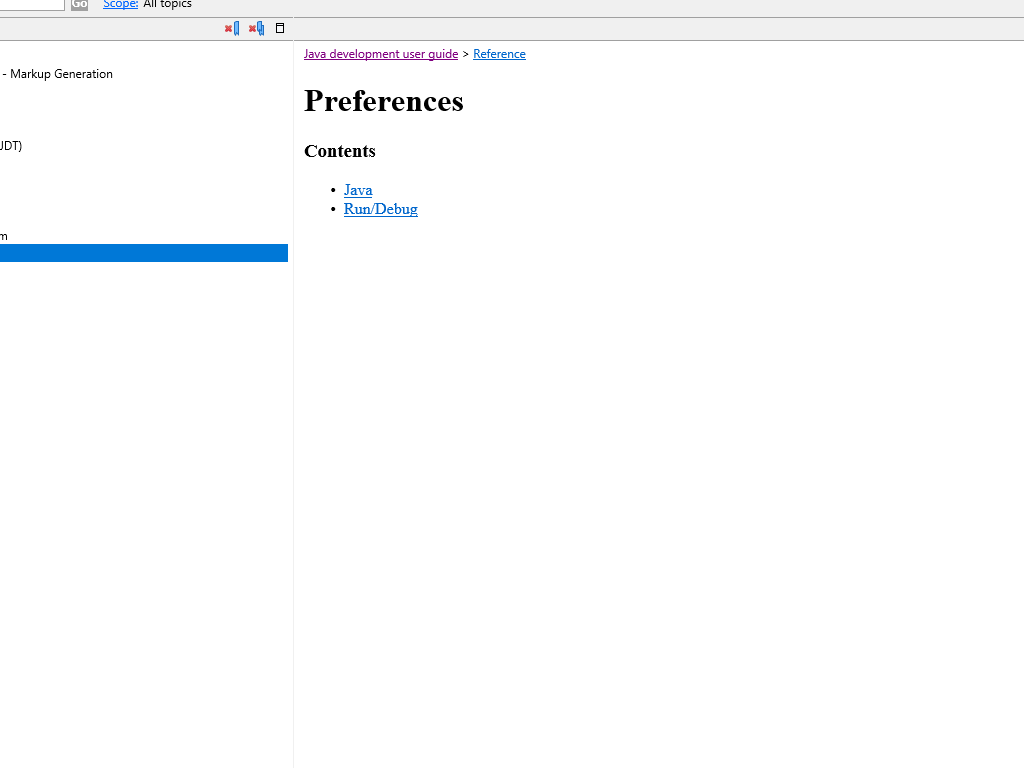 Go Scope: All topics
- Markup Generation
JDT)
m
Java development user guide > Reference
Preferences
Contents
• Java
• Run/Debug